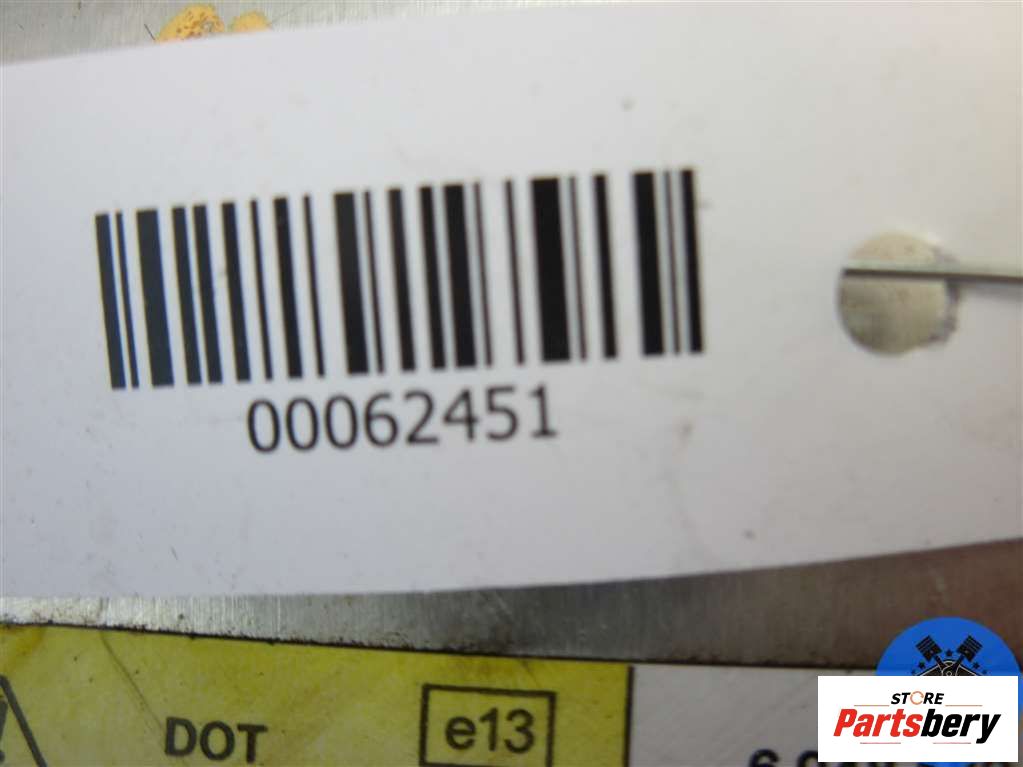 00062451
DOT
e13
STORE
Partsbery